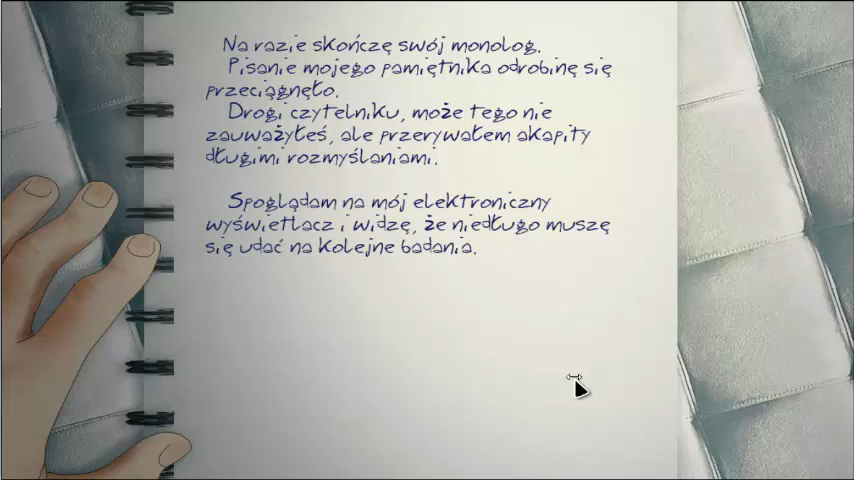 Na razie skończę swój monolog.
Pisanie mojego pamiętnika odrobinę się
przeciągnęło.
Drogi czytelniku, może tego nie
zauważyłeś, ale przerywałem akapity
długimi rozmyślaniami.
Spoglądam na mój elektroniczny
wyświetlacz i widzę, że niedługo muszę
się udać na kolejne badania.